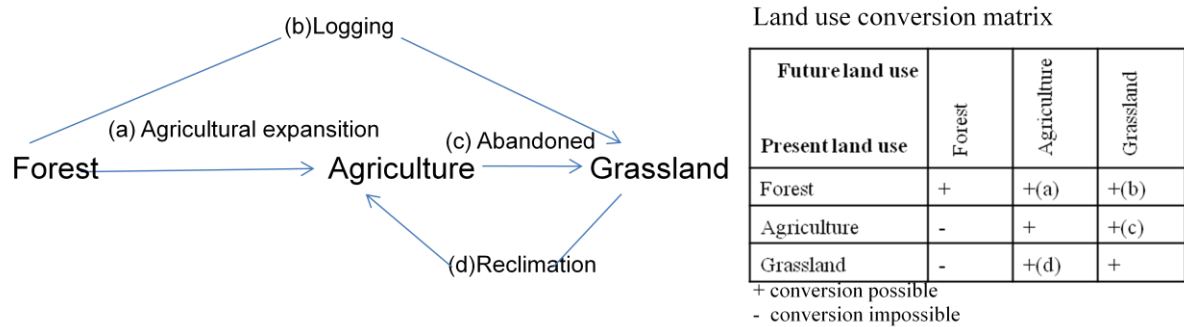 (b)Logging
(a) Agricultural expansition
(c) Abandoned
Forest
Agriculture
Grassland
(d)Reclimation
Land use conversion matrix
Future land use
Present land use
Forest
Agriculture
Grassland
Forest + +(a) +(b)
Agriculture - + +(c)
Grassland - +(d) +
+ conversion possible
- conversion impossible